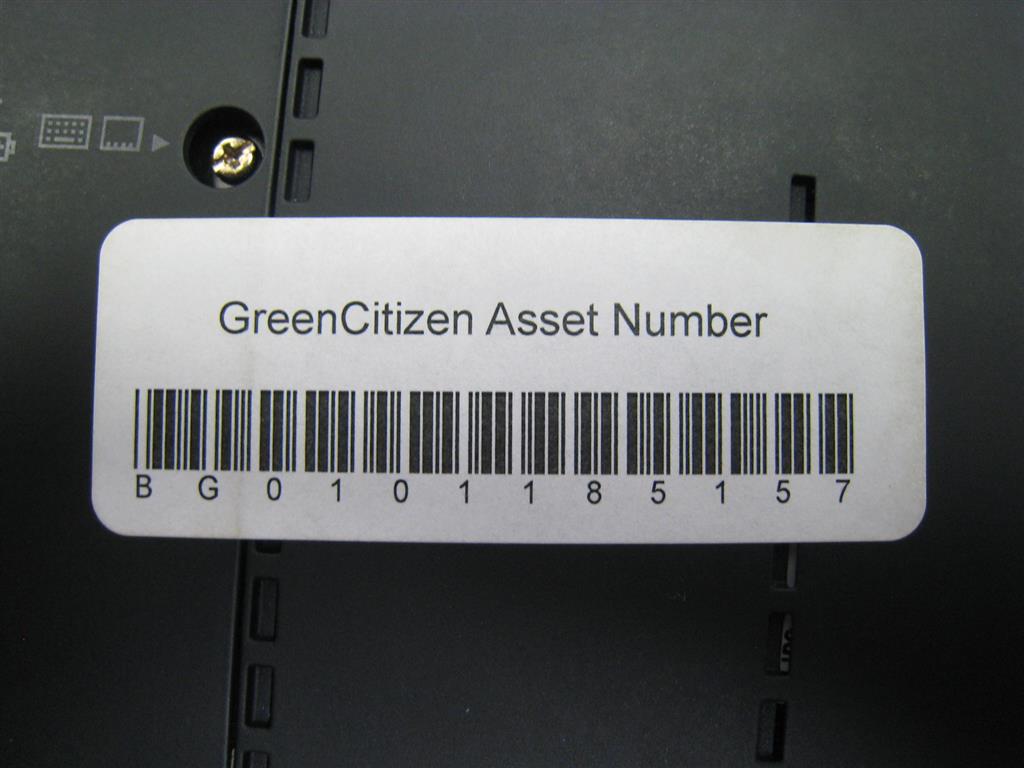 GreenCitizen Asset Number
B G 0 1 0 1 1 8 5 1 5 7